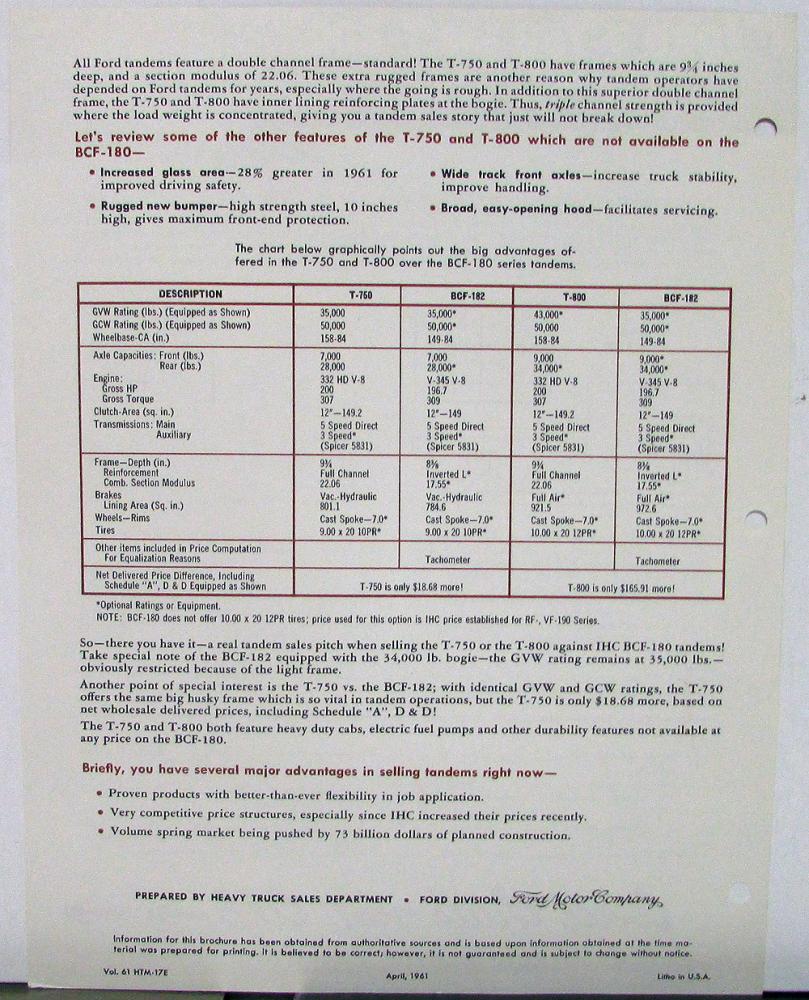 All Ford tandems feature a double channel frame—standard! The T-750 and T-800 have frames which are 9¾ inches
deep, and a section modulus of 22.06. These extra rugged frames are another reason why tandem operators have
depended on Ford tandems for years, especially where the going is rough. In addition to this superior double channel
frame, the T-750 and T-800 have inner lining reinforcing plates at the bogie. Thus, triple channel strength is provided
where the load weight is concentrated, giving you a tandem sales story that just will not break down!
Let's review some of the other features of the T-750 and T-800 which are not available on the
BCF-180—
• Increased glass area—28% greater in 1961 for
improved driving safety.
• Rugged new bumper—high strength steel, 10 inches
high, gives maximum front-end protection.
• Wide track front axles—increase truck stability,
improve handling.
• Broad, easy-opening hood—facilitates servicing.
The chart below graphically points out the big advantages of-
fered in the T-750 and T-800 over the BCF-180 series tandems.
DESCRIPTION T-750 BCF-182 T-800 BCF-182
GVW Rating (lbs.) (Equipped as Shown) 35,000 35,000* 43,000* 35,000*
GCW Rating (lbs.) (Equipped as Shown) 50,000 50,000* 50,000 50,000*
Wheelbase-CA (in.) 158-84 149-84 158-84 149-84
Axle Capacities: Front (lbs.) 7,000 7,000 9,000 9,000*
Rear (lbs.) 28,000 28,000* 34,000* 34,000*
Engine: 332 HD V-8 V-345 V-8 332 HD V-8 V-345 V-8
Gross HP 200 196.7 200 196.7
Gross Torque 307 309 307 309
Clutch-Area (sq. in.) 12"—149.2 12"—149 12"—149.2 12"—149
Transmissions: Main 5 Speed Direct 5 Speed Direct 5 Speed Direct 5 Speed Direct
Auxiliary 3 Speed* 3 Speed* 3 Speed* 3 Speed*
(Spicer 5831) (Spicer 5831) (Spicer 5831) (Spicer 5831)
Frame—Depth (in.) 9¾ 9¾
Reinforcement Full Channel Inverted L* Full Channel Inverted L*
Comb. Section Modulus 22.06 17.55* 22.06 17.55*
Brakes Vac.-Hydraulic Vac.-Hydraulic Full Air* Full Air*
Lining Area (Sq. in.) 801.1 784.6 921.5 972.6
Wheels—Rims Cast Spoke—7.0* Cast Spoke—7.0* Cast Spoke—7.0* Cast Spoke—7.0*
Tires 9.00 x 20 10PR* 9.00 x 20 10PR* 10.00 x 20 12PR* 10.00 x 20 12PR*
Other items included in Price Computation
For Equalization Reasons Tachometer Tachometer
Net Delivered Price Difference, Including
Schedule "A", D & D Equipped as Shown T-750 is only $18.68 more! T-800 is only $165.91 more!
*Optional Ratings or Equipment.
NOTE: BCF-180 does not offer 10.00 x 20 12PR tires; price used for this option is IHC price established for RF-, VF-190 Series.
So—there you have it—a real tandem sales pitch when selling the T-750 or the T-800 against IHC BCF-180 tandems!
Take special note of the BCF-182 equipped with the 34,000 lb. bogie—the GVW rating remains at 35,000 lbs.—
obviously restricted because of the light frame.
Another point of special interest is the T-750 vs. the BCF-182; with identical GVW and GCW ratings, the T-750
offers the same big husky frame which is so vital in tandem operations, but the T-750 is only $18.68 more, based on
net wholesale delivered prices, including Schedule "A", D & D!
The T-750 and T-800 both feature heavy duty cabs, electric fuel pumps and other durability features not available at
any price on the BCF-180.
Briefly, you have several major advantages in selling tandems right now—
• Proven products with better-than-ever flexibility in job application.
• Very competitive price structures, especially since IHC increased their prices recently.
• Volume spring market being pushed by 73 billion dollars of planned construction.
PREPARED BY HEAVY TRUCK SALES DEPARTMENT • FORD DIVISION, Ford Motor Company,
Information for this brochure has been obtained from authoritative sources and is based upon information obtained at the time ma-
terial was prepared for printing. It is believed to be correct; however, it is not guaranteed and is subject to change without notice.
Vol. 61 HTM-17E April, 1961 Litho in U.S.A.